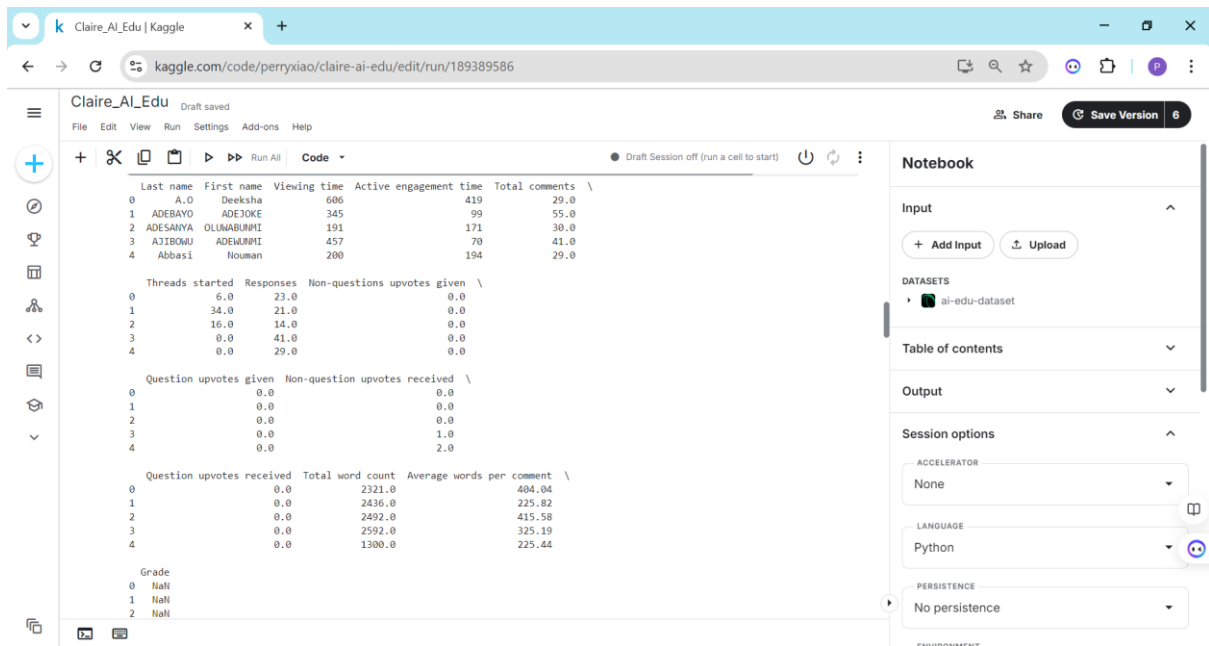 Claire_AI_Edu | Kaggle
kaggle.com/code/perryxiao/claire-ai-edu/edit/run/189389586
P
Claire_AI_Edu Draft saved
File Edit View Run Settings Add-ons Help
Share
Save Version 6
Run All Code
Draft Session off (run a cell to start)
Last name First name Viewing time Active engagement time Total comments \
0 A.O Deeksha 606 419 29.0
1 ADEBAYO ADEJOKE 345 99 55.0
2 ADESANYA OLUWABUNMI 191 171 30.0
3 AJIBOWU ADEWUNMI 457 70 41.0
4 Abbasi Nouman 200 194 29.0
Threads started Responses Non-questions upvotes given \
0 6.0 23.0 0.0
1 34.0 21.0 0.0
2 16.0 14.0 0.0
3 0.0 41.0 0.0
4 0.0 29.0 0.0
Question upvotes given Non-question upvotes received \
0 0.0 0.0
1 0.0 0.0
2 0.0 0.0
3 0.0 1.0
4 0.0 2.0
Question upvotes received Total word count Average words per comment \
0 0.0 2321.0 404.04
1 0.0 2436.0 225.82
2 0.0 2492.0 415.58
3 0.0 2592.0 325.19
4 0.0 1300.0 225.44
Grade
0 NaN
1 NaN
2 NaN
Notebook
Input
+ Add Input
Upload
DATASETS
ai-edu-dataset
Table of contents
Output
Session options
ACCELERATOR
None
LANGUAGE
Python
PERSISTENCE
No persistence
ENVIRONMENT